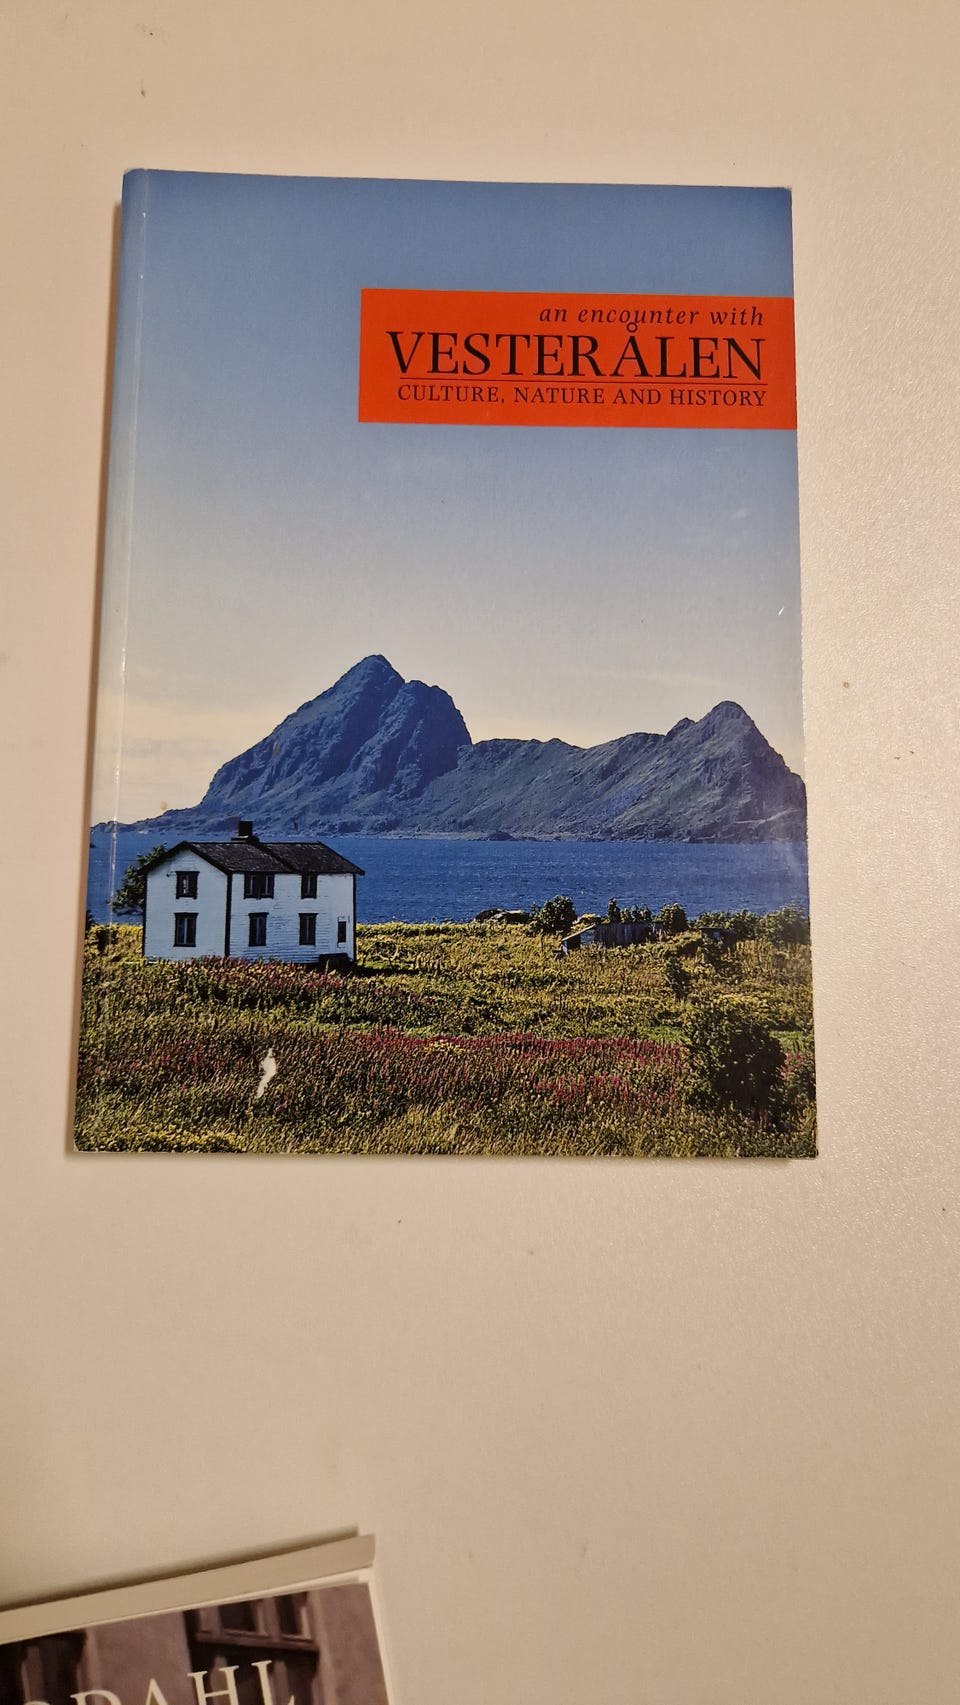 an encounter with
VESTERÅLEN
CULTURE, NATURE AND HISTORY